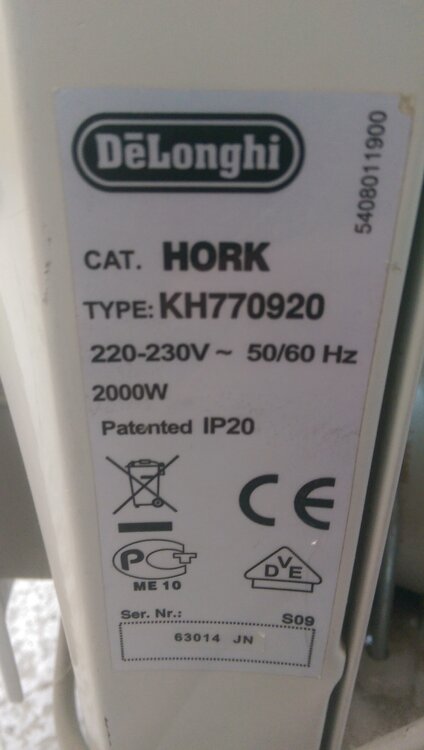 DēLonghi
5408011900
CAT. HORK
TYPE: KH770920
220-230V ~ 50/60 Hz
2000W
Patented IP20
CE
PCT
ME 10
DVE
Ser. Nr.:
S09
63014 JN